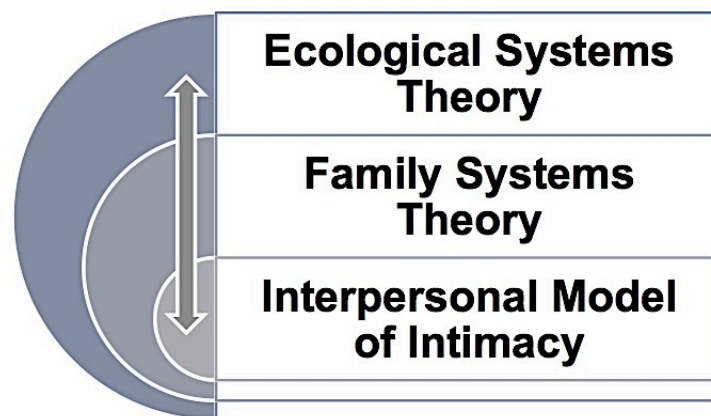 Ecological Systems
Theory
Family Systems
Theory
Interpersonal Model
of Intimacy